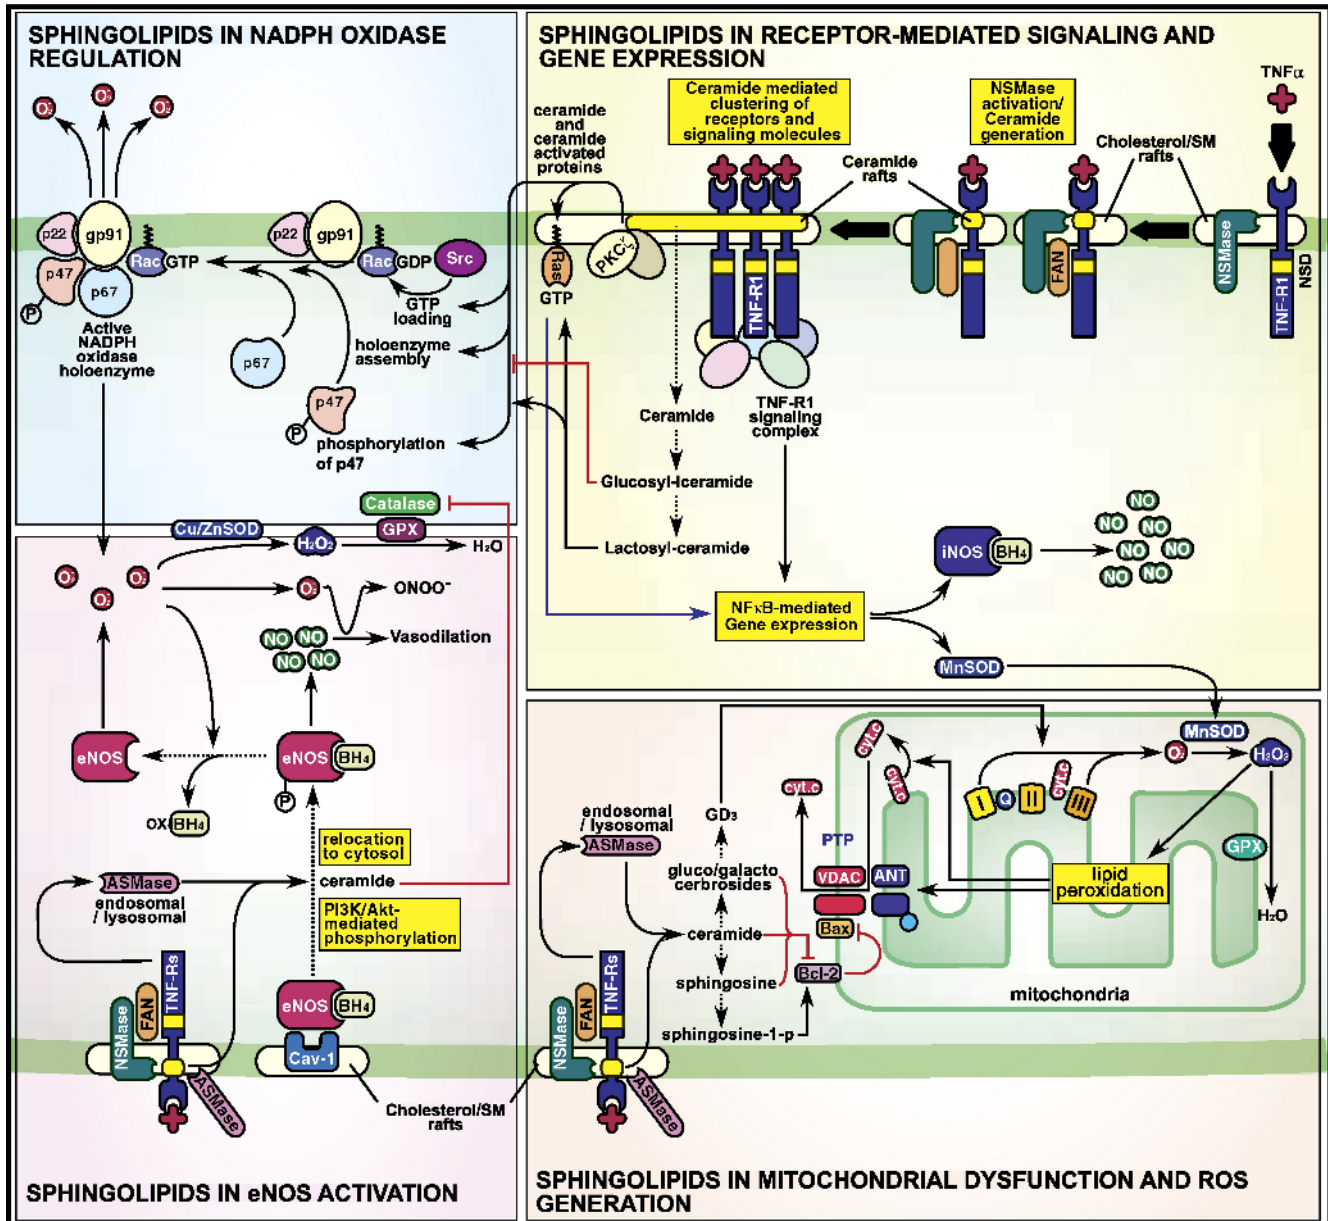 SPHINGOLIPIDS IN NADPH OXIDASE
REGULATION
O₂⁻
O₂⁻
O₂⁻
p22
gp91
p47
Rac
GTP
p67
P
Active
NADPH
oxidase
holoenzyme
p22
gp91
Rac
GDP
Src
GTP
loading
holoenzyme
assembly
p67
p47
P
phosphorylation
of p47
SPHINGOLIPIDS IN RECEPTOR-MEDIATED SIGNALING AND
GENE EXPRESSION
ceramide
and
ceramide
activated
proteins
Ceramide mediated
clustering of
receptors and
signaling molecules
NSMase
activation/
Ceramide
generation
TNFα
Ceramide
rafts
Cholesterol/SM
rafts
Ras
GTP
PKCζ
TNF-R1
FAN
NSMase
TNF-R1
NSD
Ceramide
TNF-R1
signaling
complex
Glucosyl-lceramide
Lactosyl-ceramide
NFκB-mediated
Gene expression
iNOS
BH₄
NO
NO
NO
NO
NO
NO
NO
MnSOD
Catalase
GPX
Cu/ZnSOD
H₂O₂
H₂O
O₂⁻
O₂⁻
O₂⁻
O₂⁻
ONOO⁻
NO
NO
NO
NO
Vasodilation
eNOS
eNOS
BH₄
P
OX
BH₄
relocation
to cytosol
ASMase
endosomal
/ lysosomal
ceramide
PI3K/Akt-
mediated
phosphorylation
NSMase
FAN
TNF-Rs
ASMase
eNOS
BH₄
Cav-1
Cholesterol/SM
rafts
SPHINGOLIPIDS IN eNOS ACTIVATION
endosomal
/ lysosomal
ASMase
GD₃
gluco/galacto
cerbrosides
ceramide
sphingosine
sphingosine-1-p
NSMase
FAN
TNF-Rs
ASMase
cyt.c
PTP
VDAC
ANT
Bax
Bcl-2
cyt.c
cyt.c
I
Q
II
cyt.c
III
O₂⁻
MnSOD
H₂O₂
GPX
H₂O
lipid
peroxidation
mitochondria
SPHINGOLIPIDS IN MITOCHONDRIAL DYSFUNCTION AND ROS
GENERATION